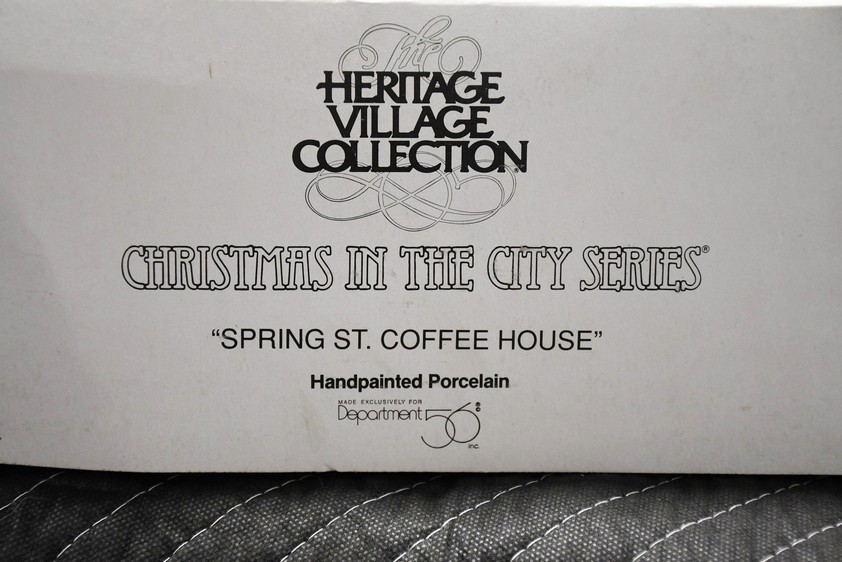 The
HERITAGE
VILLAGE
COLLECTION®
CHRISTMAS IN THE CITY SERIES®
“SPRING ST. COFFEE HOUSE”
Handpainted Porcelain
MADE EXCLUSIVELY FOR
Department 56®©
inc.